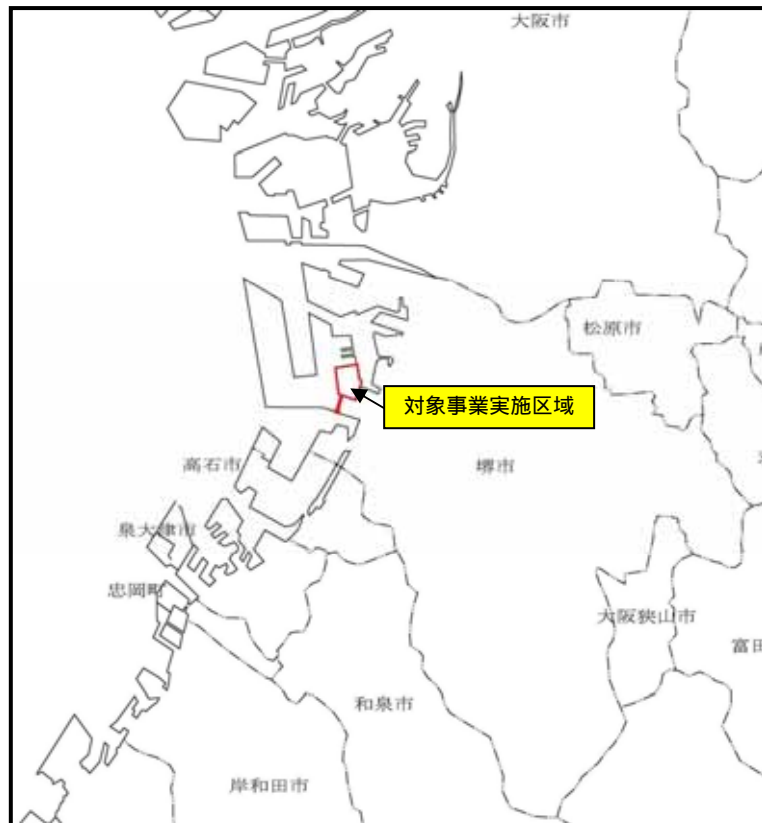 大阪市
松原市
対象事業実施区域
高石市
堺市
泉大津市
忠岡町
大阪狭山市
富田
和泉市
岸和田市